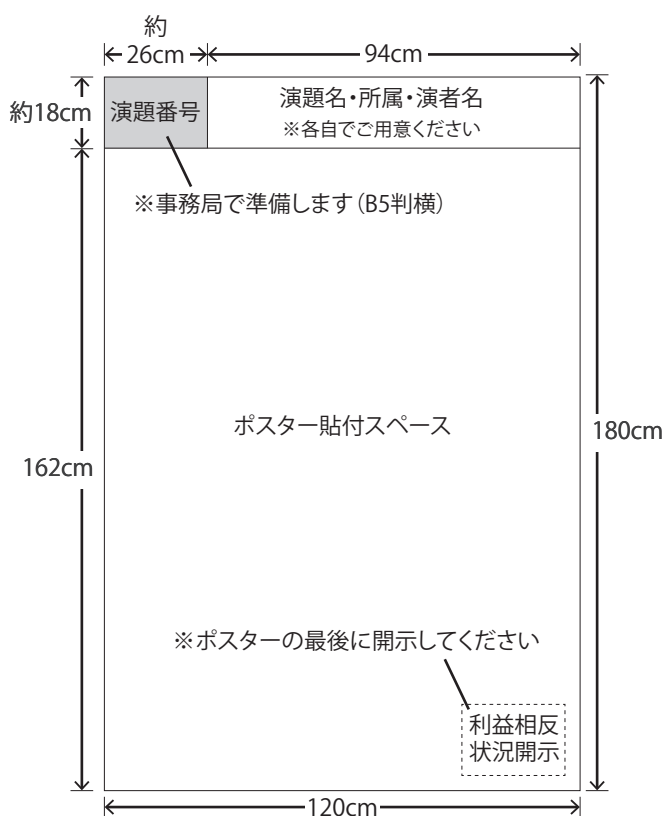 約
26cm
94cm
約18cm
演題番号
演題名・所属・演者名
※各自でご用意ください
※事務局で準備します（B5判横）
ポスター貼付スペース
180cm
162cm
※ポスターの最後に開示してください
利益相反
状況開示
120cm